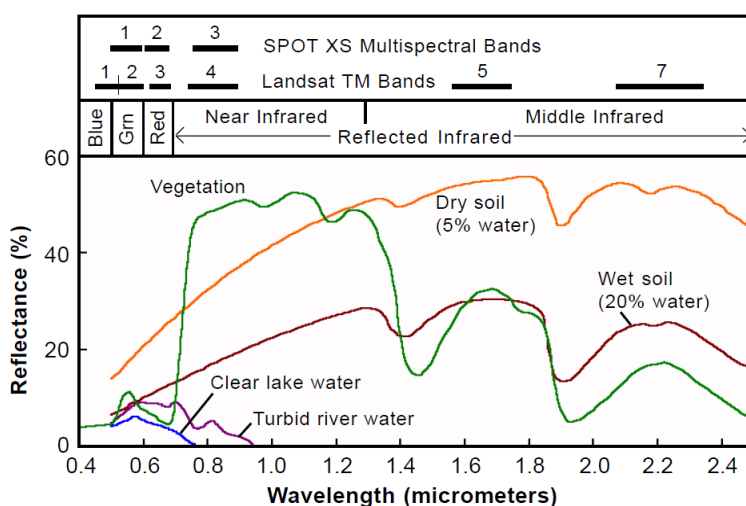 1 2 3
SPOT XS Multispectral Bands
1 2 3 4 5 7
Landsat TM Bands
Blue
Grn
Red
Near Infrared
Middle Infrared
Reflected Infrared
60
40
20
0
Reflectance (%)
Vegetation
Dry soil
(5% water)
Wet soil
(20% water)
Clear lake water
Turbid river water
0.4 0.6 0.8 1.0 1.2 1.4 1.6 1.8 2.0 2.2 2.4
Wavelength (micrometers)